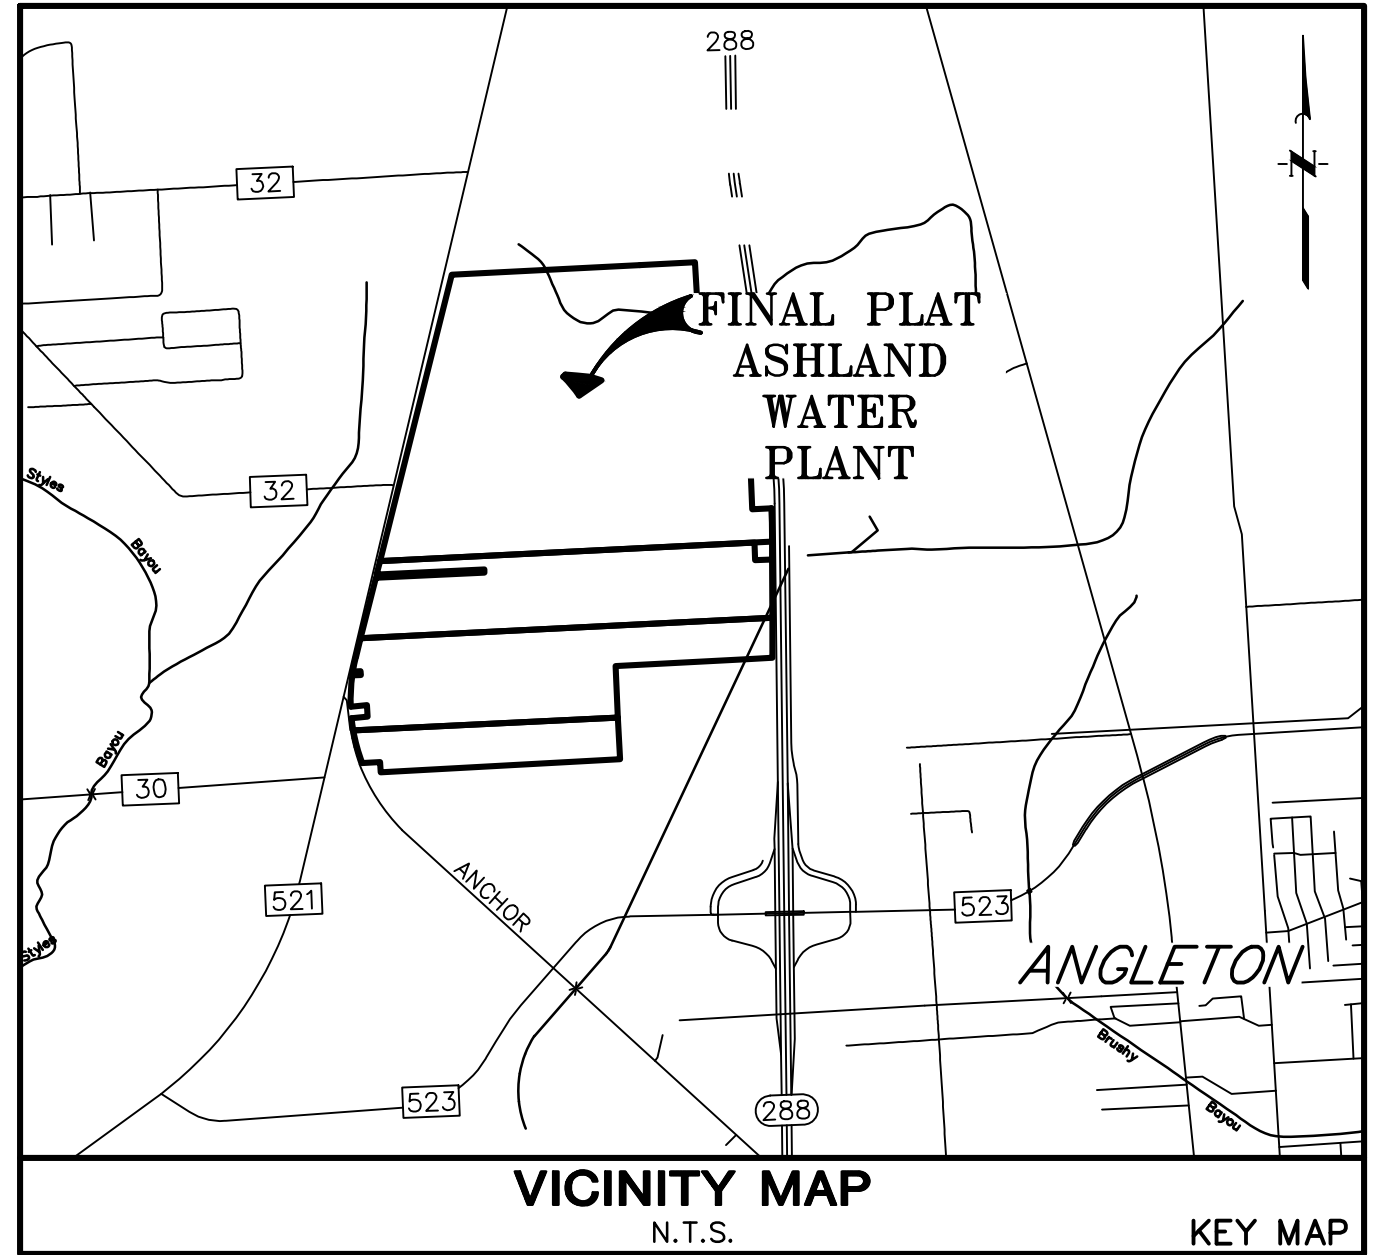 288
N
32
FINAL PLAT
ASHLAND
WATER
PLANT
Styles
32
Bayou
Bayou
30
ANCHOR
521
523
Styles
ANGLETON
Brushy
523
288
Bayou
VICINITY MAP
N.T.S.
KEY MAP